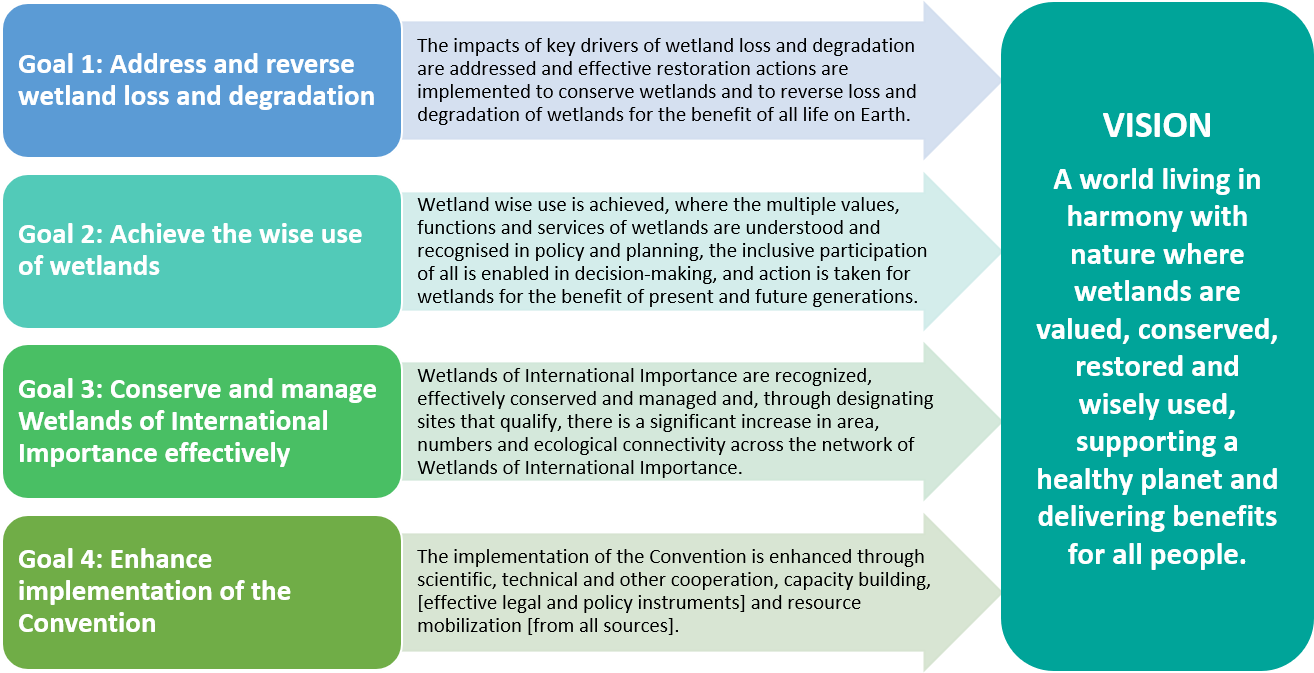 Goal 1: Address and reverse
wetland loss and degradation
The impacts of key drivers of wetland loss and degradation
are addressed and effective restoration actions are
implemented to conserve wetlands and to reverse loss and
degradation of wetlands for the benefit of all life on Earth.
Goal 2: Achieve the wise use
of wetlands
Wetland wise use is achieved, where the multiple values,
functions and services of wetlands are understood and
recognised in policy and planning, the inclusive participation
of all is enabled in decision-making, and action is taken for
wetlands for the benefit of present and future generations.
Goal 3: Conserve and manage
Wetlands of International
Importance effectively
Wetlands of International Importance are recognized,
effectively conserved and managed and, through designating
sites that qualify, there is a significant increase in area,
numbers and ecological connectivity across the network of
Wetlands of International Importance.
Goal 4: Enhance
implementation of the
Convention
The implementation of the Convention is enhanced through
scientific, technical and other cooperation, capacity building,
[effective legal and policy instruments] and resource
mobilization [from all sources].
VISION
A world living in
harmony with
nature where
wetlands are
valued, conserved,
restored and
wisely used,
supporting a
healthy planet and
delivering benefits
for all people.